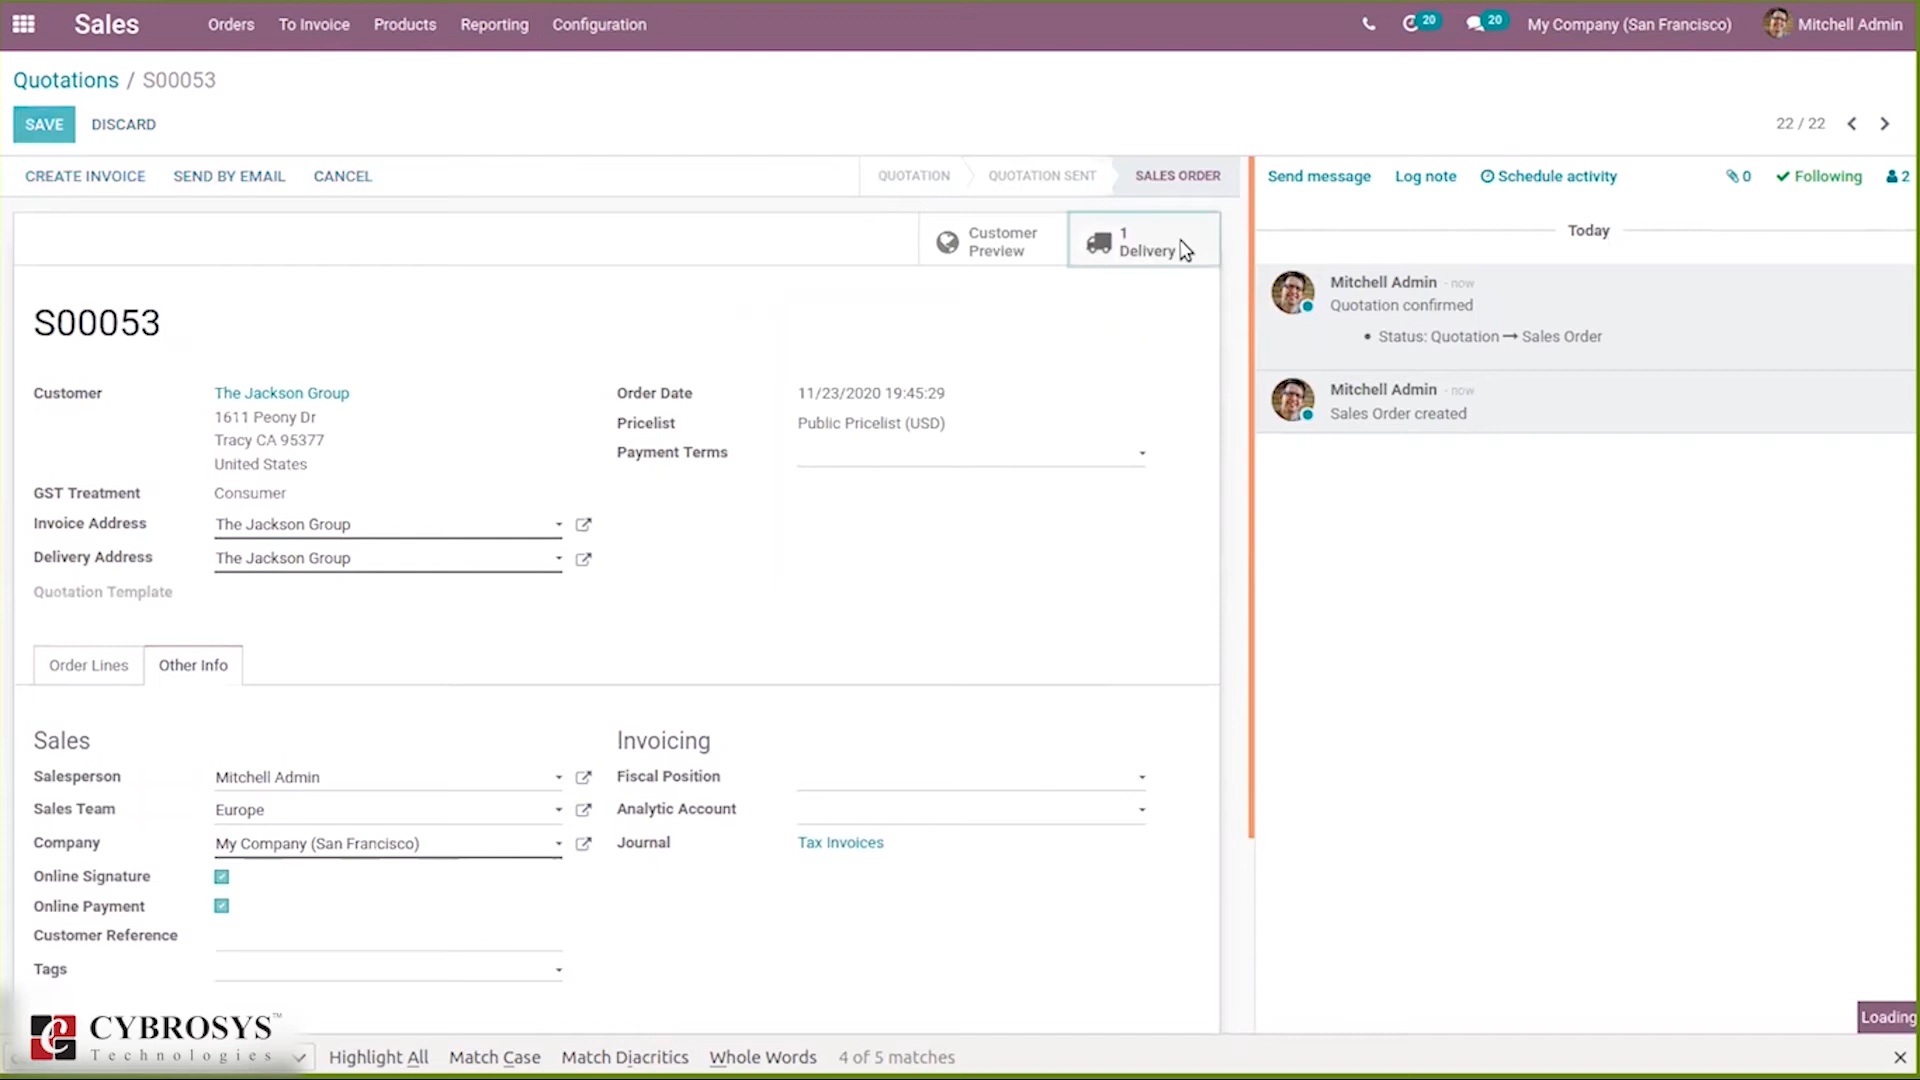 Sales
Orders
To Invoice
Products
Reporting
Configuration
20
20
My Company (San Francisco)
Mitchell Admin
Quotations / S00053
SAVE
DISCARD
22 / 22
CREATE INVOICE
SEND BY EMAIL
CANCEL
QUOTATION
QUOTATION SENT
SALES ORDER
Send message
Log note
Schedule activity
0
Following
2
Customer
Preview
1
Delivery
Today
Mitchell Admin - now
Quotation confirmed
• Status: Quotation → Sales Order
Mitchell Admin - now
Sales Order created
S00053
Customer
The Jackson Group
1611 Peony Dr
Tracy CA 95377
United States
GST Treatment
Consumer
Invoice Address
The Jackson Group
Delivery Address
The Jackson Group
Quotation Template
Order Date
11/23/2020 19:45:29
Pricelist
Public Pricelist (USD)
Payment Terms
Order Lines
Other Info
Sales
Salesperson
Mitchell Admin
Sales Team
Europe
Company
My Company (San Francisco)
Online Signature
Online Payment
Customer Reference
Tags
Invoicing
Fiscal Position
Analytic Account
Journal
Tax Invoices
Loading
CYBROSYS™
Technologies
Highlight All
Match Case
Match Diacritics
Whole Words
4 of 5 matches